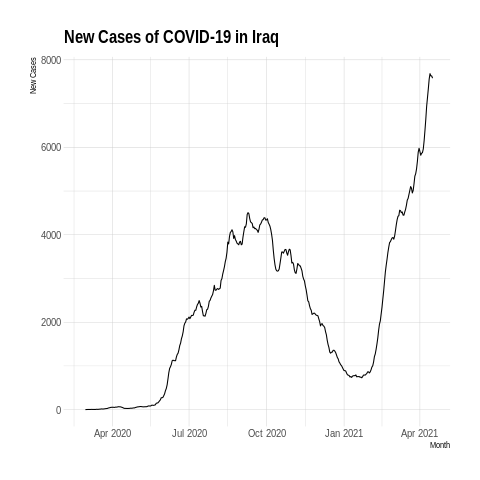 New Cases of COVID-19 in Iraq
New Cases
8000
6000
4000
2000
0
Apr 2020 Jul 2020 Oct 2020 Jan 2021 Apr 2021
Month